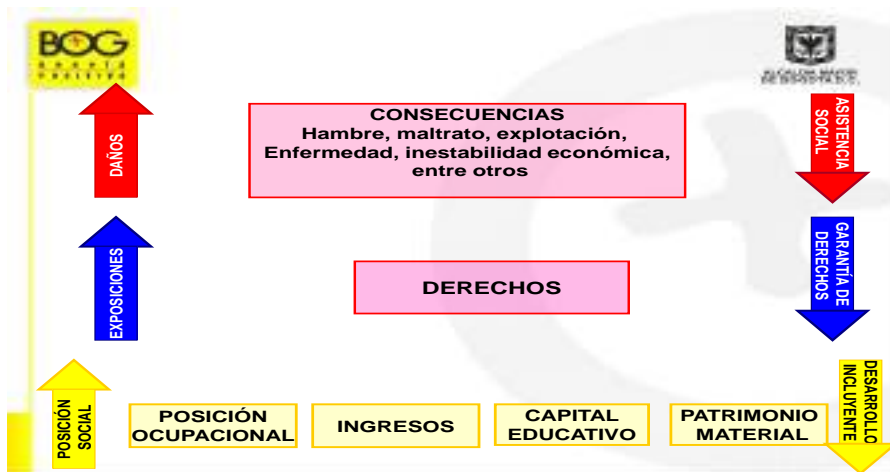 BOG
CONSECUENCIAS
Hambre, maltrato, explotación,
Enfermedad, inestabilidad económica,
entre otros
DAÑOS
ASISTENCIA
SOCIAL
EXPOSICIONES
DERECHOS
GARANTÍA DE
DERECHOS
POSICIÓN
SOCIAL
POSICIÓN
OCUPACIONAL
INGRESOS
CAPITAL
EDUCATIVO
PATRIMONIO
MATERIAL
DESARROLLO
INCLUYENTE